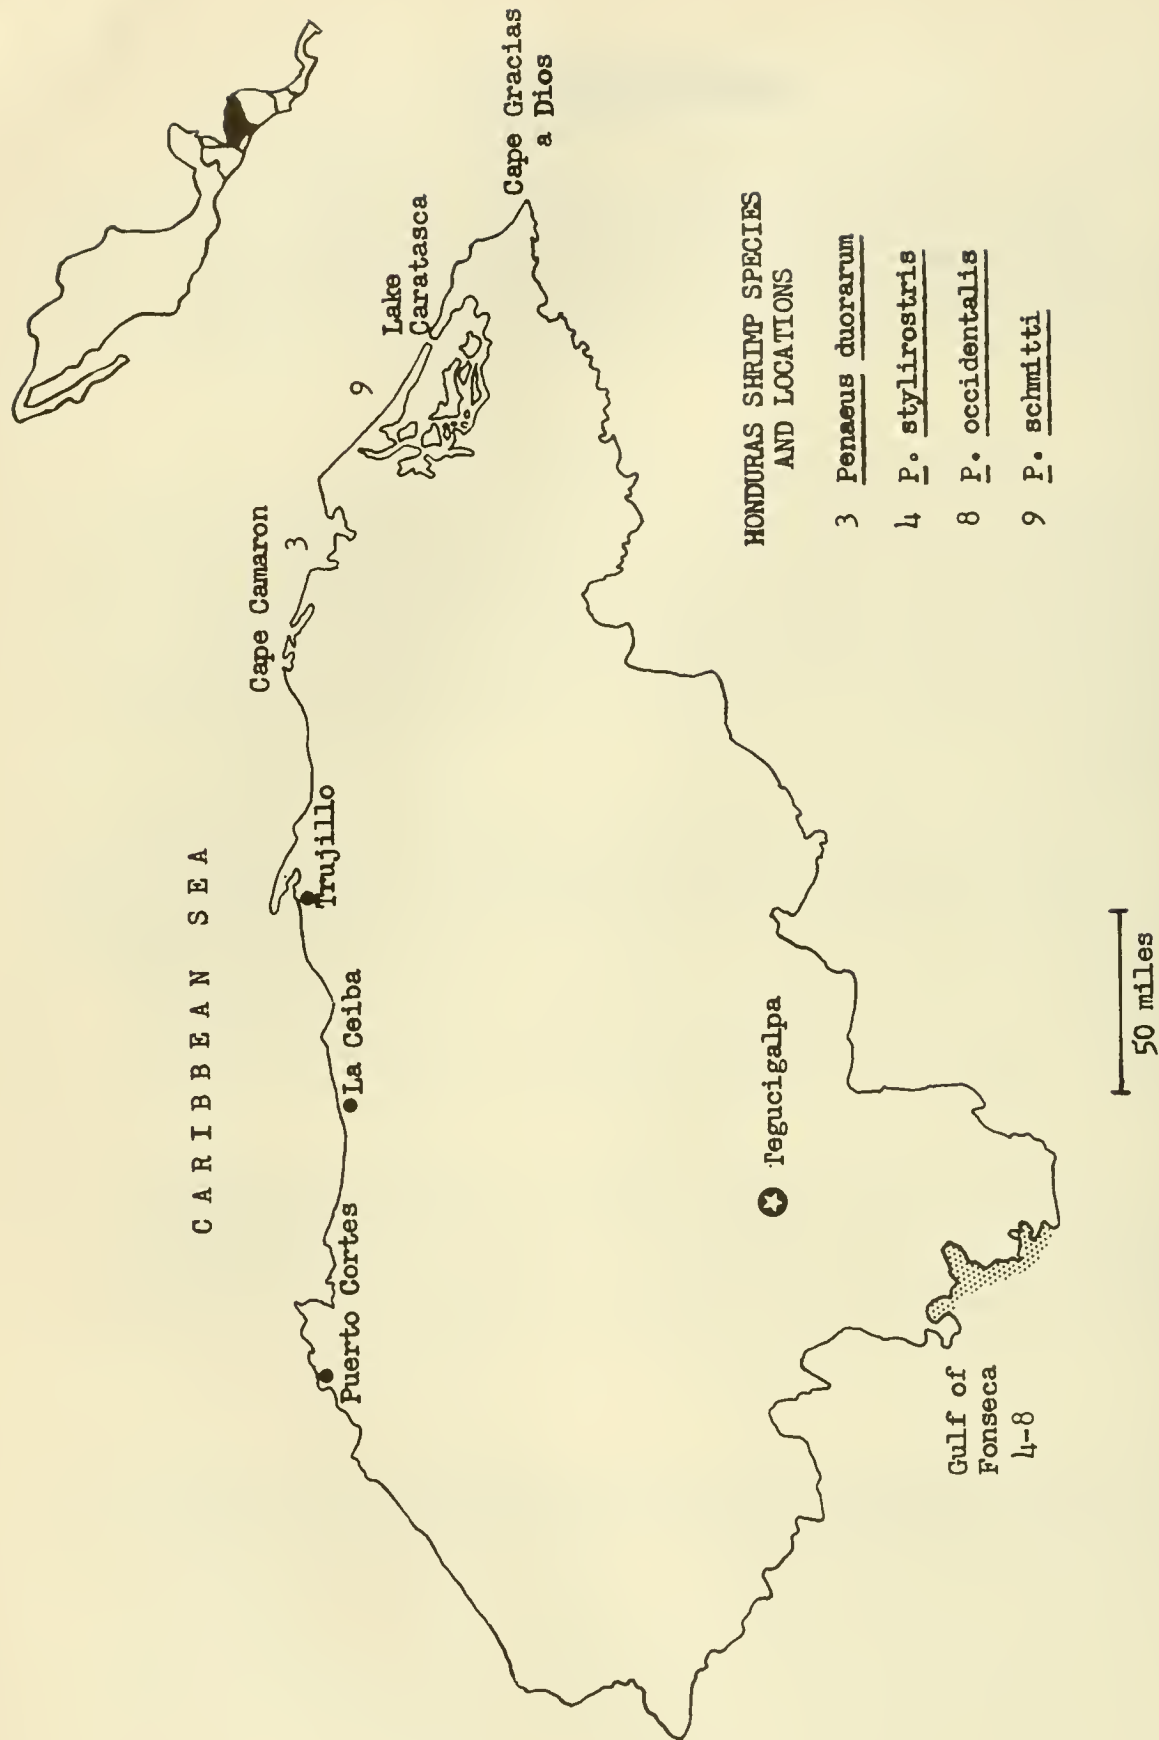 CARIBBEAN SEA
Cape Camaron
3
9
Lake
Caratasca
Cape Gracias
a Dios
Puerto Cortes
La Ceiba
Trujillo
Tegucigalpa
Gulf of
Fonseca
4-8
HONDURAS SHRIMP SPECIES
AND LOCATIONS
3 Penaeus duorarum
4 P. stylirostris
8 P. occidentalis
9 P. schmitti
50 miles